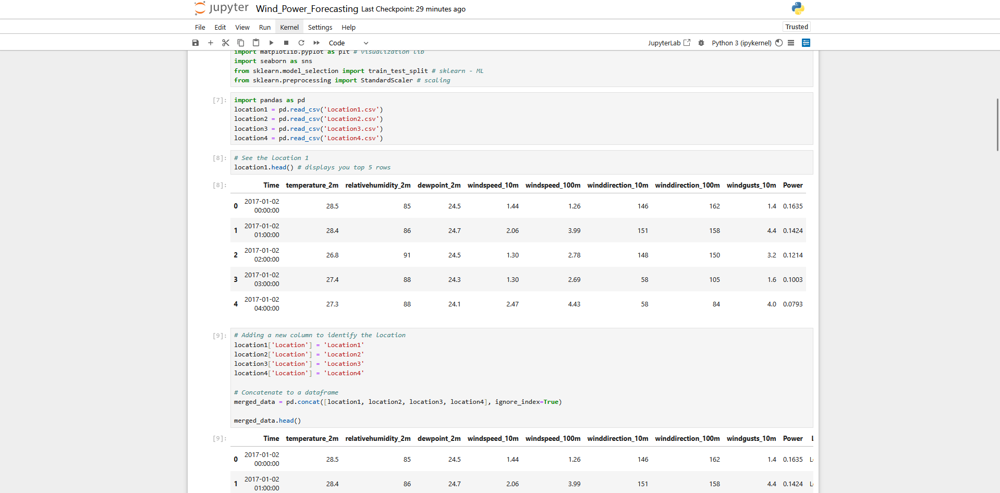 jupyter Wind_Power_Forecasting Last Checkpoint: 29 minutes ago
File Edit View Run Kernel Settings Help Trusted
Code JupyterLab Python 3 (ipykernel)
import matplotlib.pyplot as plt # visualization lib
import seaborn as sns
from sklearn.model_selection import train_test_split # sklearn - ML
from sklearn.preprocessing import StandardScaler # scaling
[7]: import pandas as pd
location1 = pd.read_csv('Location1.csv')
location2 = pd.read_csv('Location2.csv')
location3 = pd.read_csv('Location3.csv')
location4 = pd.read_csv('Location4.csv')
[8]: # See the location 1
location1.head() # displays you top 5 rows
[8]: Time temperature_2m relativehumidity_2m dewpoint_2m windspeed_10m windspeed_100m winddirection_10m winddirection_100m windgusts_10m Power
0 2017-01-02 00:00:00 28.5 85 24.5 1.44 1.26 146 162 1.4 0.1635
1 2017-01-02 01:00:00 28.4 86 24.7 2.06 3.99 151 158 4.4 0.1424
2 2017-01-02 02:00:00 26.8 91 24.5 1.30 2.78 148 150 3.2 0.1214
3 2017-01-02 03:00:00 27.4 88 24.3 1.30 2.69 58 105 1.6 0.1003
4 2017-01-02 04:00:00 27.3 88 24.1 2.47 4.43 58 84 4.0 0.0793
[9]: # Adding a new column to identify the location
location1['Location'] = 'Location1'
location2['Location'] = 'Location2'
location3['Location'] = 'Location3'
location4['Location'] = 'Location4'
# Concatenate to a dataframe
merged_data = pd.concat([location1, location2, location3, location4], ignore_index=True)
merged_data.head()
[9]: Time temperature_2m relativehumidity_2m dewpoint_2m windspeed_10m windspeed_100m winddirection_10m winddirection_100m windgusts_10m Power
0 2017-01-02 00:00:00 28.5 85 24.5 1.44 1.26 146 162 1.4 0.1635
1 2017-01-02 01:00:00 28.4 86 24.7 2.06 3.99 151 158 4.4 0.1424